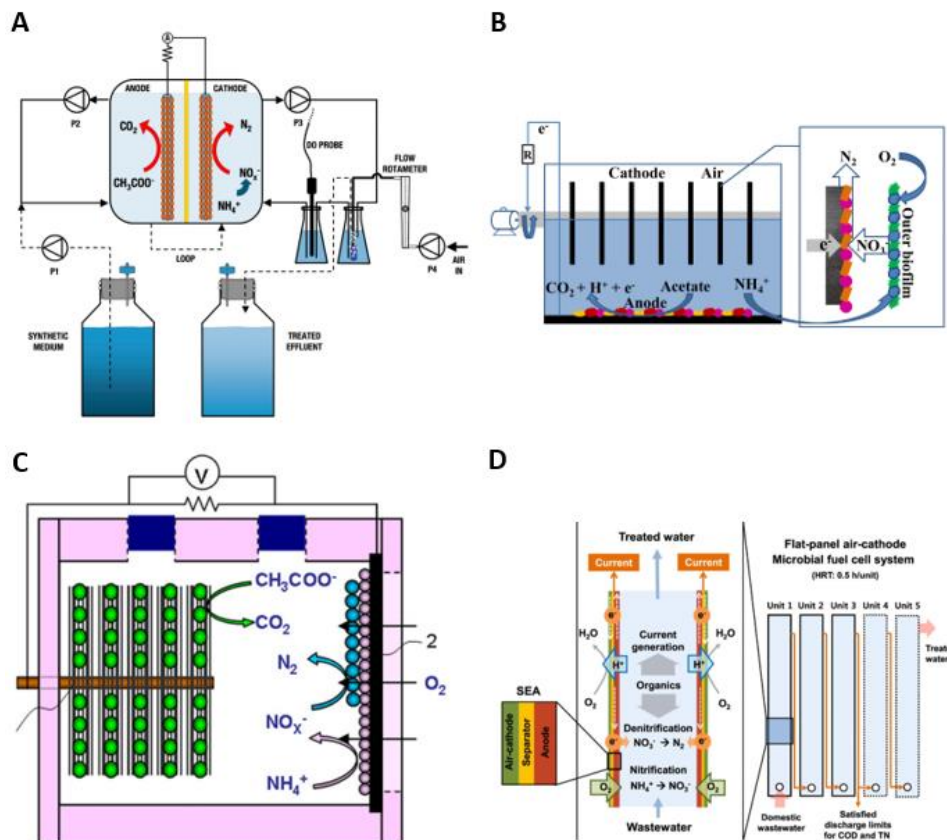 A
A
ANODE
CATHODE
P2
P3
CO2
N2
CH3COO-
NOx-
NH4+
DO PROBE
FLOW
ROTAMETER
LOOP
P1
P4
AIR
IN
SYNTHETIC
MEDIUM
TREATED
EFFLUENT
B
e-
R
Cathode
Air
CO2 + H+ + e-
Acetate
NH4+
Anode
N2
O2
e-
NO3-
Outer biofilm
C
V
CH3COO-
CO2
2
N2
O2
NOX-
NH4+
D
Treated water
Current
Current
e-
e-
H2O
H2O
Current
generation
H+
H+
Organics
O2
O2
SEA
Air-cathode
Separator
Anode
Denitrification
e-
NO3- → N2
e-
Nitrification
O2
NH4+ → NO3-
O2
Wastewater
Flat-panel air-cathode
Microbial fuel cell system
(HRT: 0.5 h/unit)
Unit 1
Unit 2
Unit 3
Unit 4
Unit 5
Treate
water
Domestic
wastewater
Satisfied
discharge limits
for COD and TN